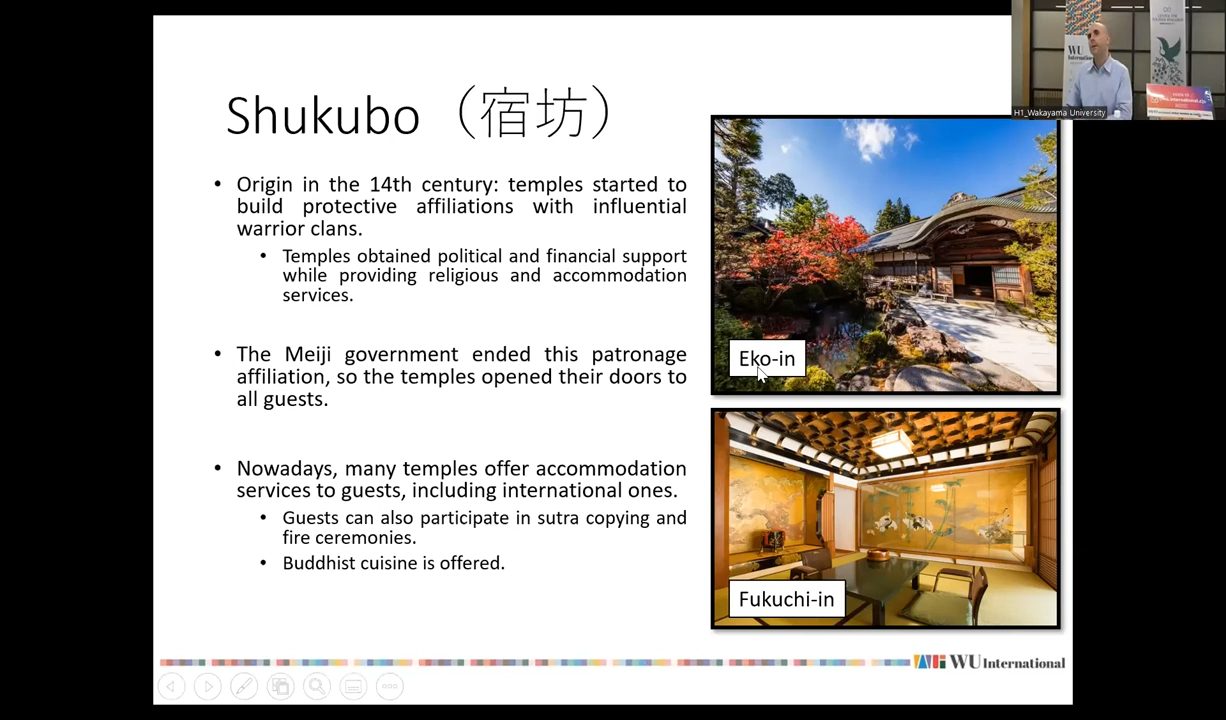 Shukubo（宿坊）
• Origin in the 14th century: temples started to
build protective affiliations with influential
warrior clans.
• Temples obtained political and financial support
while providing religious and accommodation
services.
• The Meiji government ended this patronage
affiliation, so the temples opened their doors to
all guests.
• Nowadays, many temples offer accommodation
services to guests, including international ones.
• Guests can also participate in sutra copying and
fire ceremonies.
• Buddhist cuisine is offered.
Eko-in
Fukuchi-in
WU International
WU
International
H1_Wakayama University